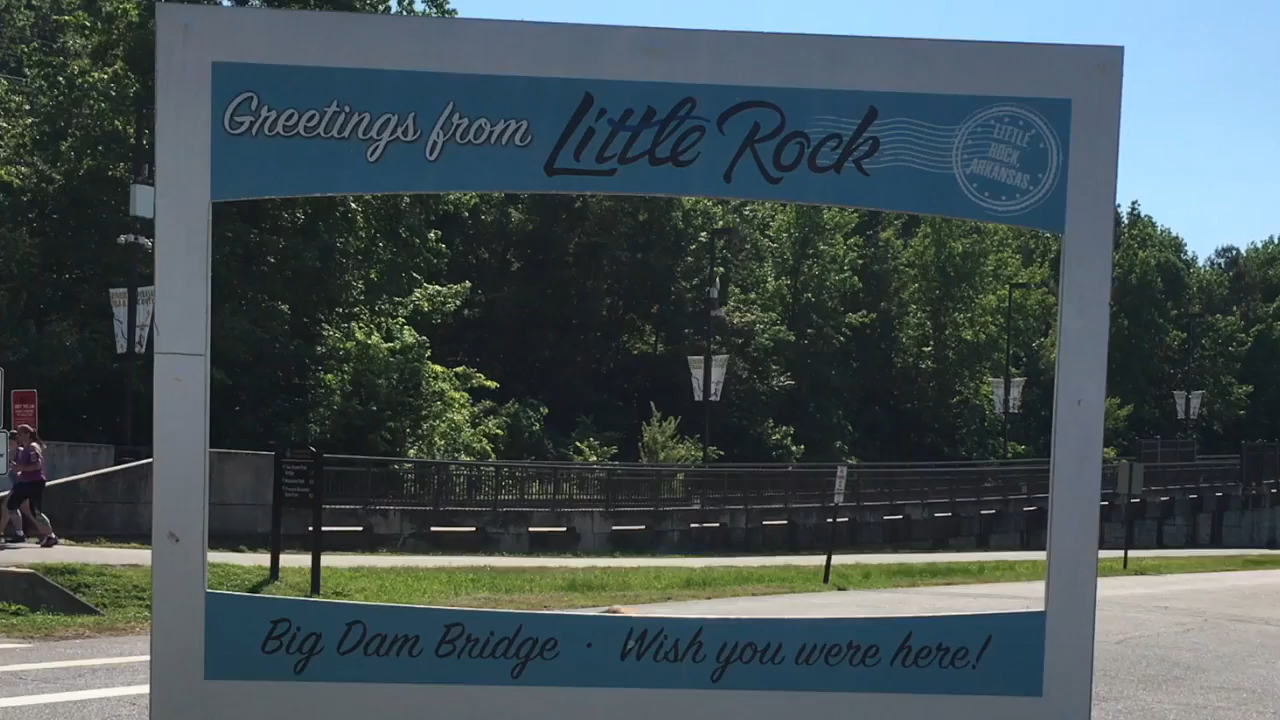 Greetings from Little Rock
LITTLE
ROCK,
ARKANSAS
Big Dam Bridge · Wish you were here!